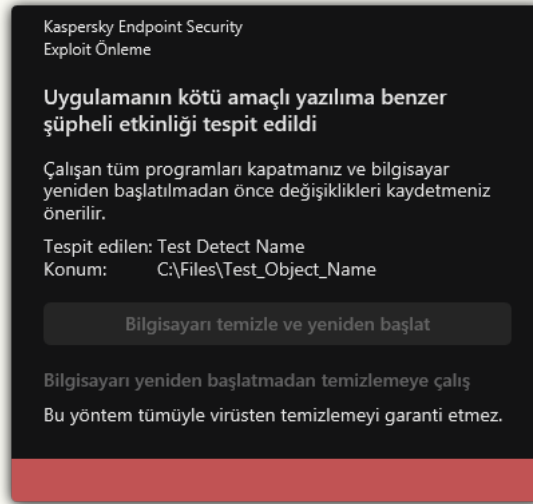 Kaspersky Endpoint Security
Exploit Önleme
Uygulamanın kötü amaçlı yazılıma benzer
şüpheli etkinliği tespit edildi
Çalışan tüm programları kapatmanız ve bilgisayar
yeniden başlatılmadan önce değişiklikleri kaydetmeniz
önerilir.
Tespit edilen: Test Detect Name
Konum: C:\Files\Test_Object_Name
Bilgisayarı temizle ve yeniden başlat
Bilgisayarı yeniden başlatmadan temizlemeye çalış
Bu yöntem tümüyle virüsten temizlemeyi garanti etmez.